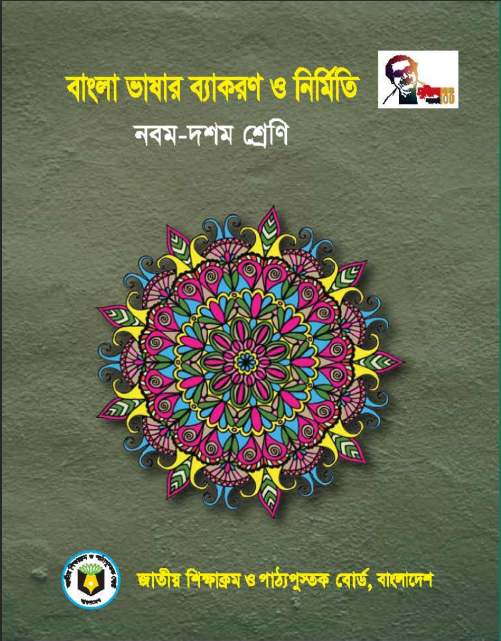 বাংলা ভাষার ব্যাকরণ ও নির্মিতি
নবম-দশম শ্রেণি
জাতীয় শিক্ষাক্রম ও পাঠ্যপুস্তক বোর্ড, বাংলাদেশ